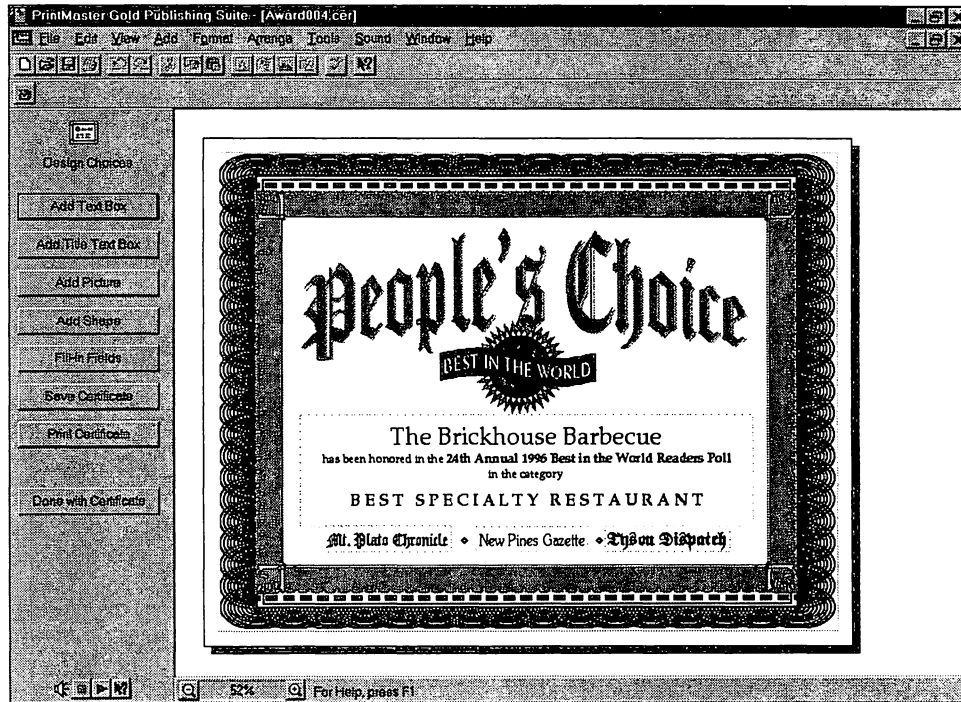 PrintMaster Gold Publishing Suite - [Award004.cer]
File Edit View Add Format Arrange Tools Sound Window Help
Design Choices
Add Text Box
Add Title Text Box
Add Picture
Add Shape
Fill-in Fields
Save Certificate
Print Certificate
Done with Certificate
People's Choice
BEST IN THE WORLD
The Brickhouse Barbecue
has been honored in the 24th Annual 1996 Best in the World Readers Poll
in the category
BEST SPECIALTY RESTAURANT
Mt. Plato Chronicle • New Pines Gazette • Tyson Dispatch
52% For Help, press F1